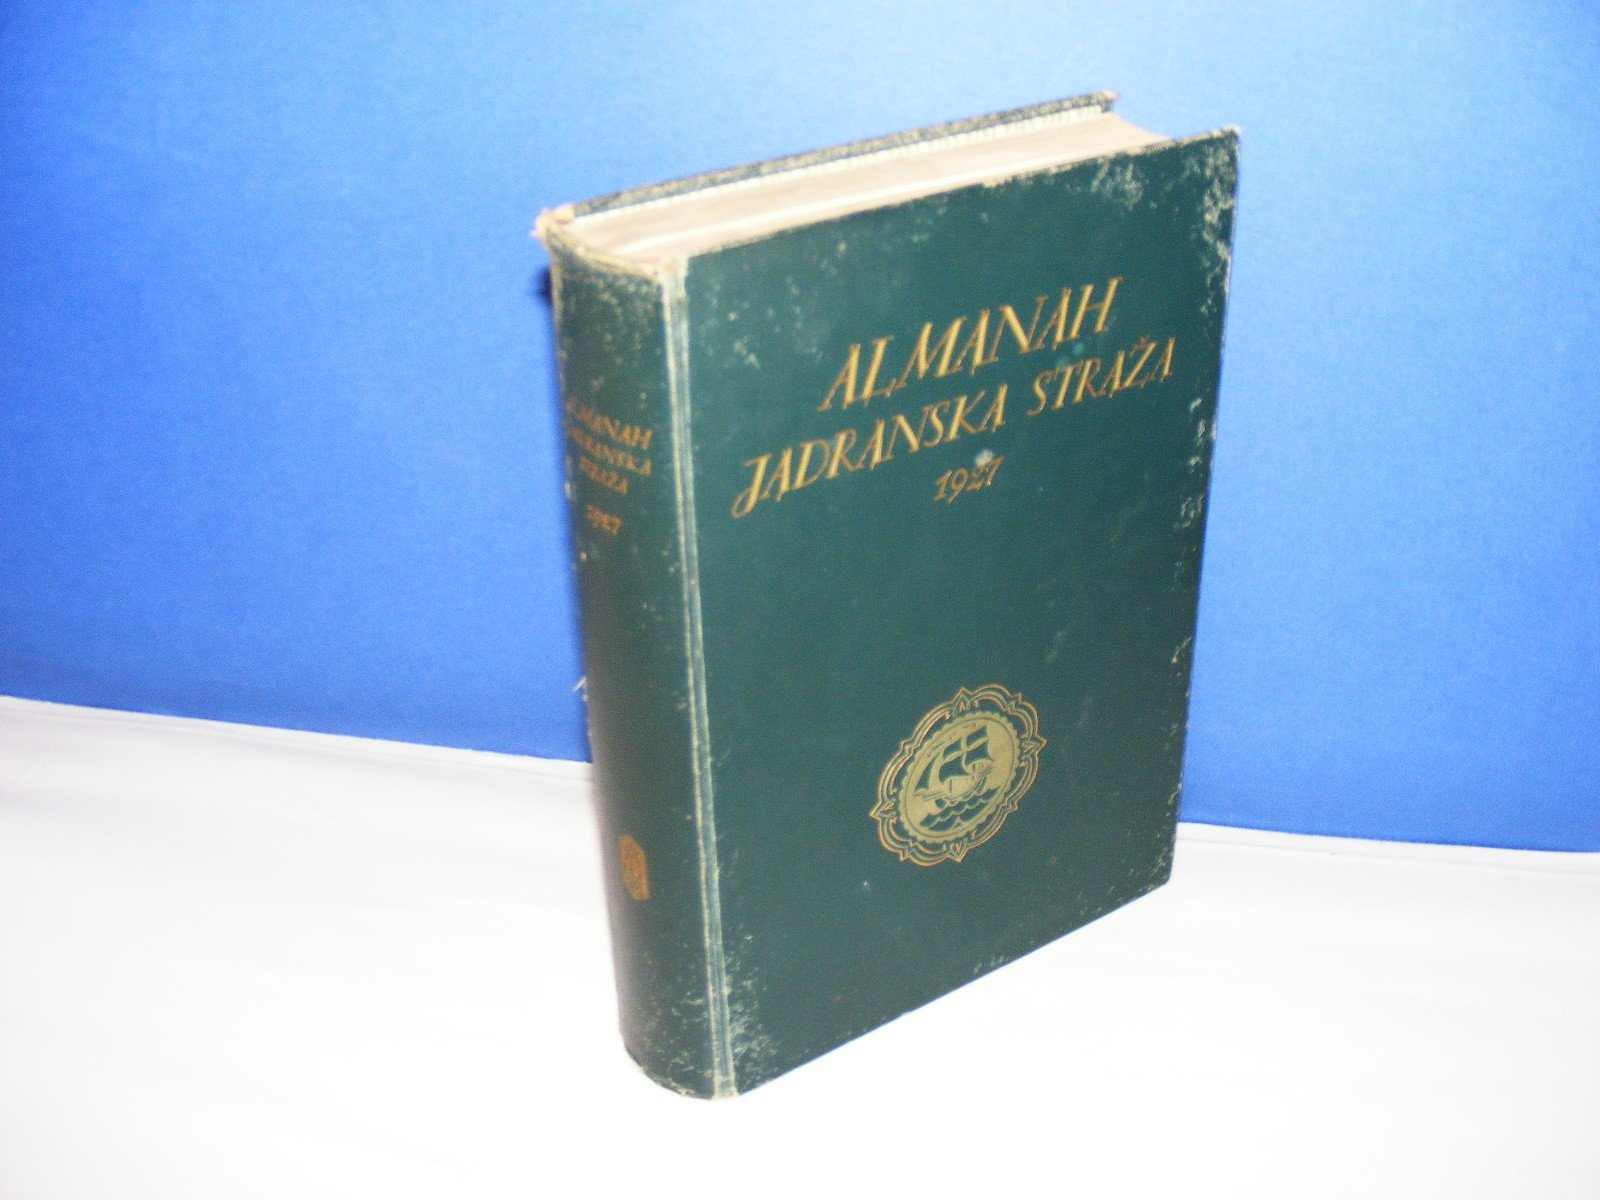 ALMANAH
JADRANSKA STRAŽA
1927
ALMANAH
JADRANSKA
STRAŽA
1927